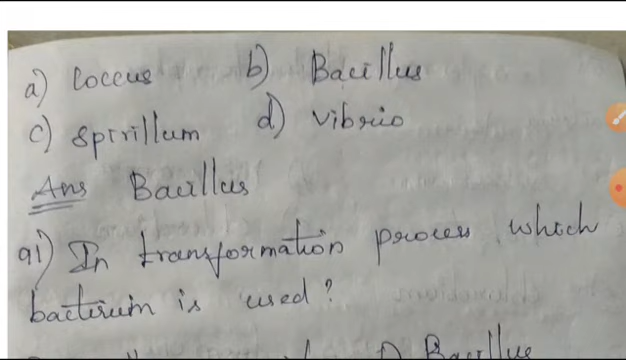 a) Coccus b) Bacillus
c) Spirillum d) Vibrio
Ans Bacillus
91) In transformation process which
bacterium is used?
Bacillus